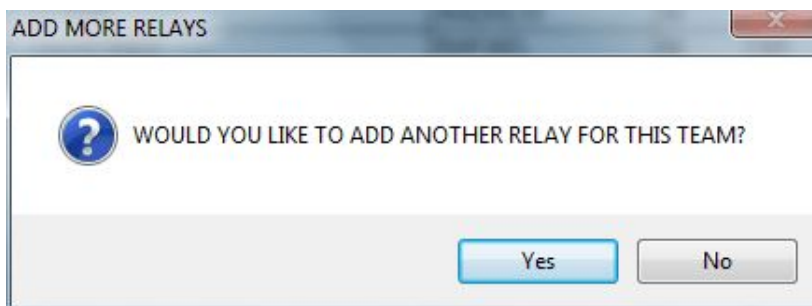 ADD MORE RELAYS
WOULD YOU LIKE TO ADD ANOTHER RELAY FOR THIS TEAM?
Yes No